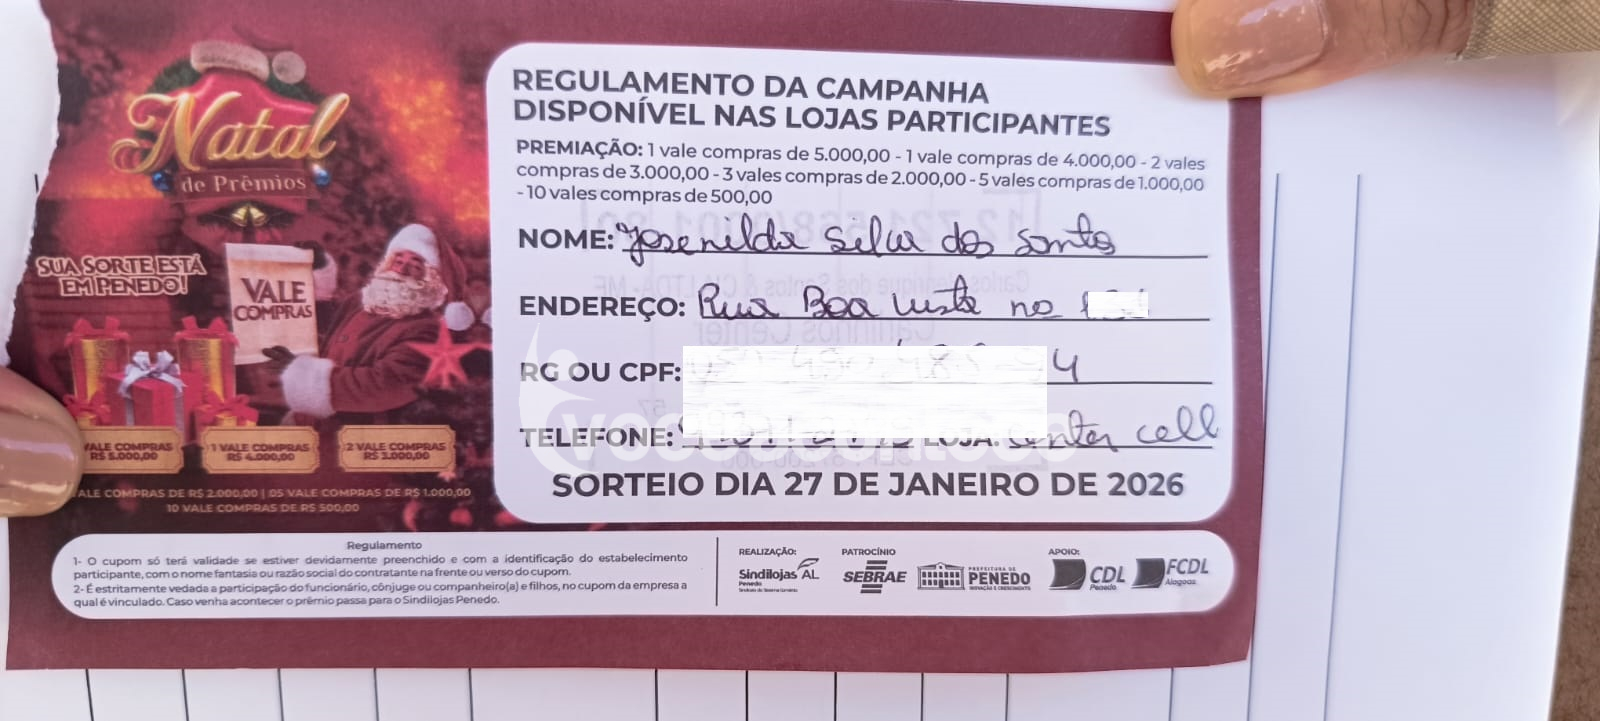 Natal
de Prêmios
SUA SORTE ESTÁ
EM PENEDO!
VALE
COMPRAS
VALE COMPRAS
R$ 5.000,00
1 VALE COMPRAS
R$ 4.000,00
2 VALE COMPRAS
R$ 3.000,00
VALE COMPRAS DE R$ 2.000,00 | 05 VALE COMPRAS DE R$ 1.000,00
10 VALE COMPRAS DE R$ 500,00
REGULAMENTO DA CAMPANHA
DISPONÍVEL NAS LOJAS PARTICIPANTES
PREMIAÇÃO: 1 vale compras de 5.000,00 - 1 vale compras de 4.000,00 - 2 vales
compras de 3.000,00 - 3 vales compras de 2.000,00 - 5 vales compras de 1.000,00
- 10 vales compras de 500,00
NOME: Josenilda Silva dos Santos
ENDEREÇO: Rua Boa Vista no
RG OU CPF:
TELEFONE: LOJA: Center cell
SORTEIO DIA 27 DE JANEIRO DE 2026
Regulamento
1- O cupom só terá validade se estiver devidamente preenchido e com a identificação do estabelecimento
participante, com o nome fantasia ou razão social do contratante na frente ou verso do cupom.
2- É estritamente vedada a participação do funcionário, cônjuge ou companheiro(a) e filhos, no cupom da empresa a
qual é vinculado. Caso venha acontecer o prêmio passa para o Sindilojas Penedo.
REALIZAÇÃO:
Sindilojas AL
Penedo
PATROCÍNIO
SEBRAE
PREFEITURA DE
PENEDO
INOVAÇÃO E CRESCIMENTO
APOIO:
CDL
Penedo
FCDL
Alagoas